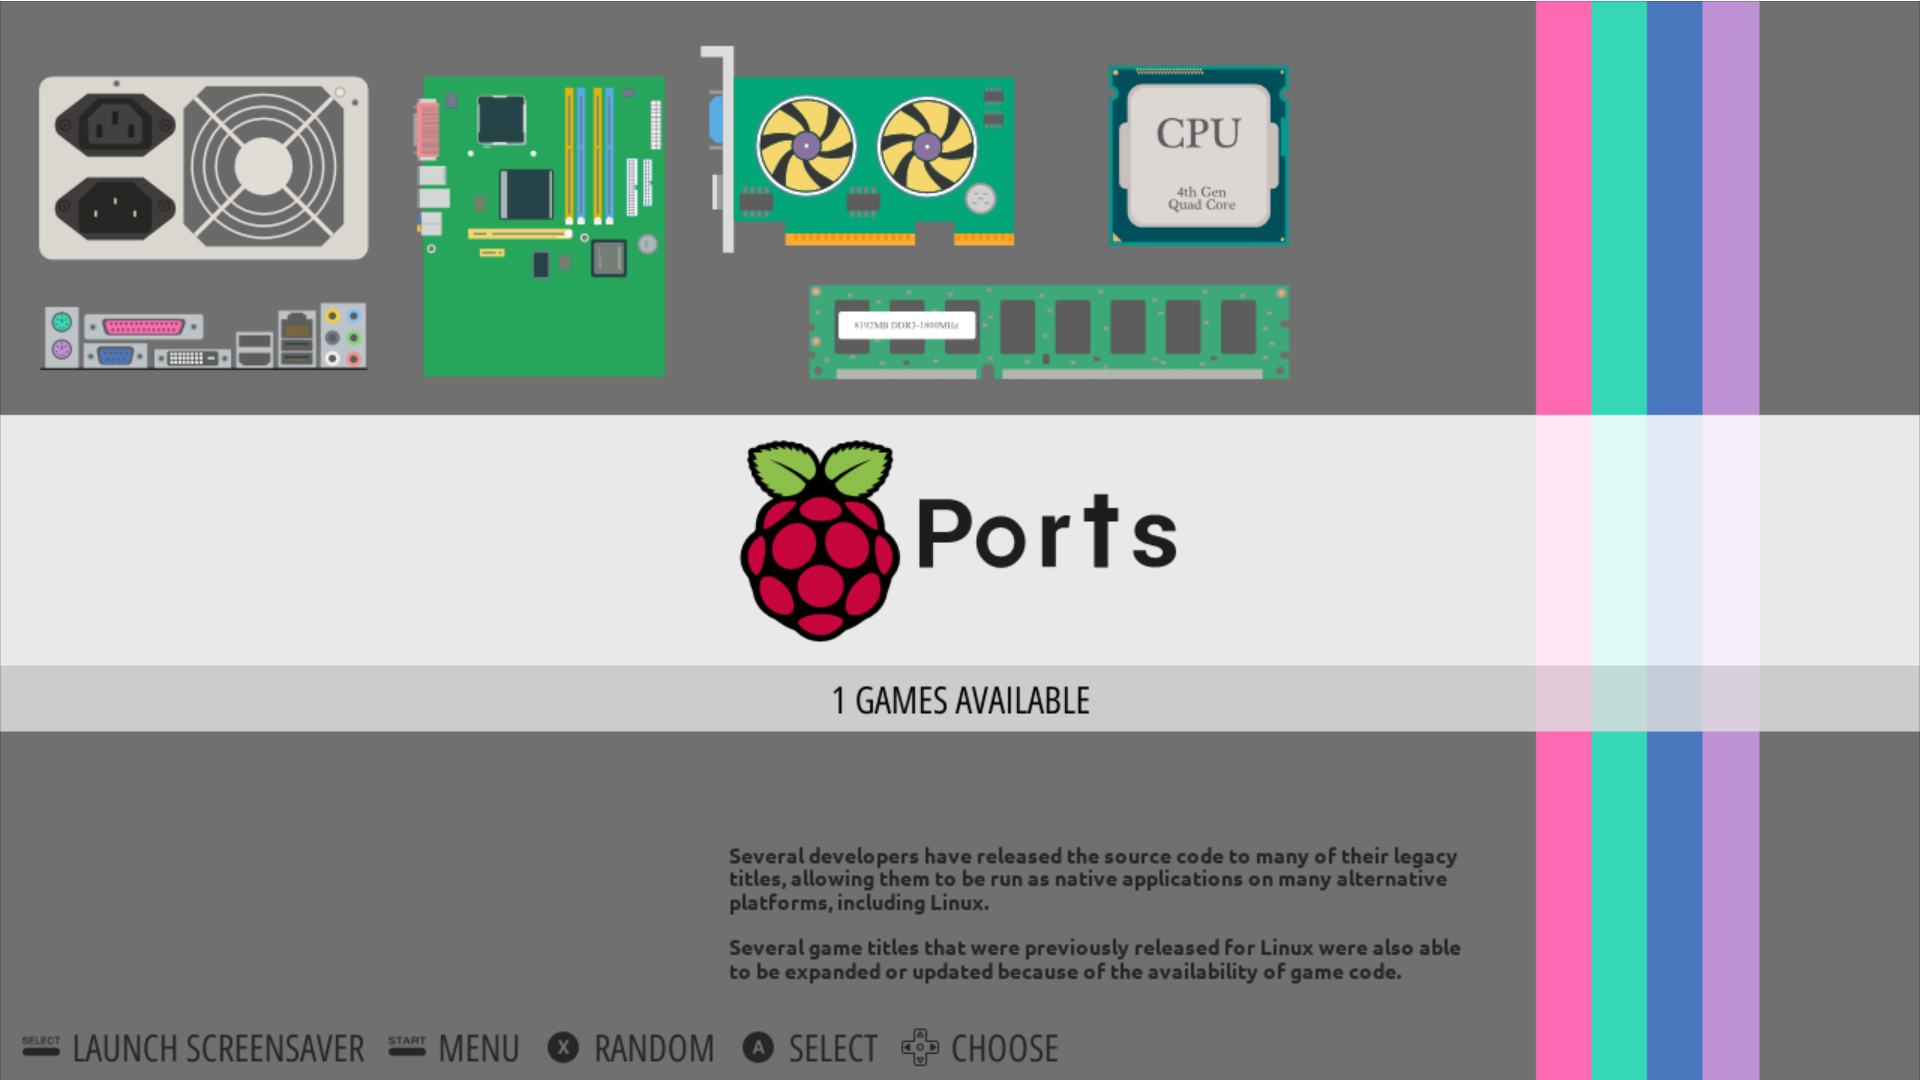 CPU
4th Gen
Quad Core
8192MB DDR3-1800MHz
Ports
1 GAMES AVAILABLE
Several developers have released the source code to many of their legacy
titles, allowing them to be run as native applications on many alternative
platforms, including Linux.
Several game titles that were previously released for Linux were also able
to be expanded or updated because of the availability of game code.
SELECT LAUNCH SCREENSAVER START MENU X RANDOM A SELECT CHOOSE